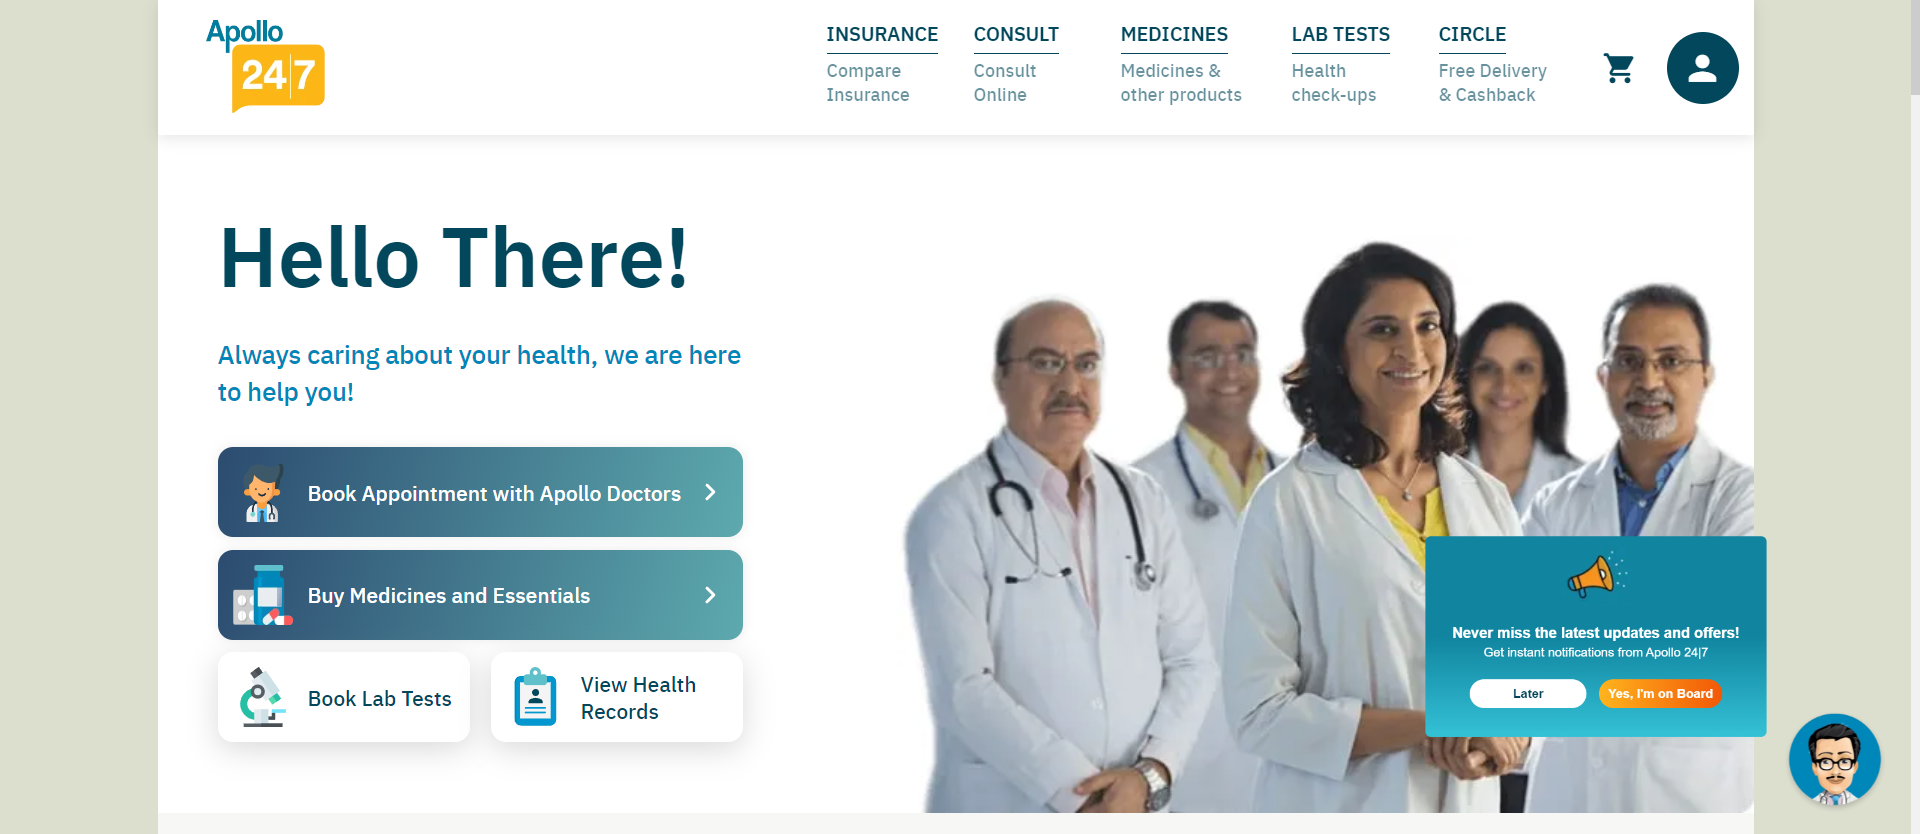 Apollo
24|7
INSURANCE
Compare
Insurance
CONSULT
Consult
Online
MEDICINES
Medicines &
other products
LAB TESTS
Health
check-ups
CIRCLE
Free Delivery
& Cashback
Hello There!
Always caring about your health, we are here
to help you!
Book Appointment with Apollo Doctors
Buy Medicines and Essentials
Book Lab Tests
View Health
Records
Never miss the latest updates and offers!
Get instant notifications from Apollo 24|7
Later
Yes, I'm on Board